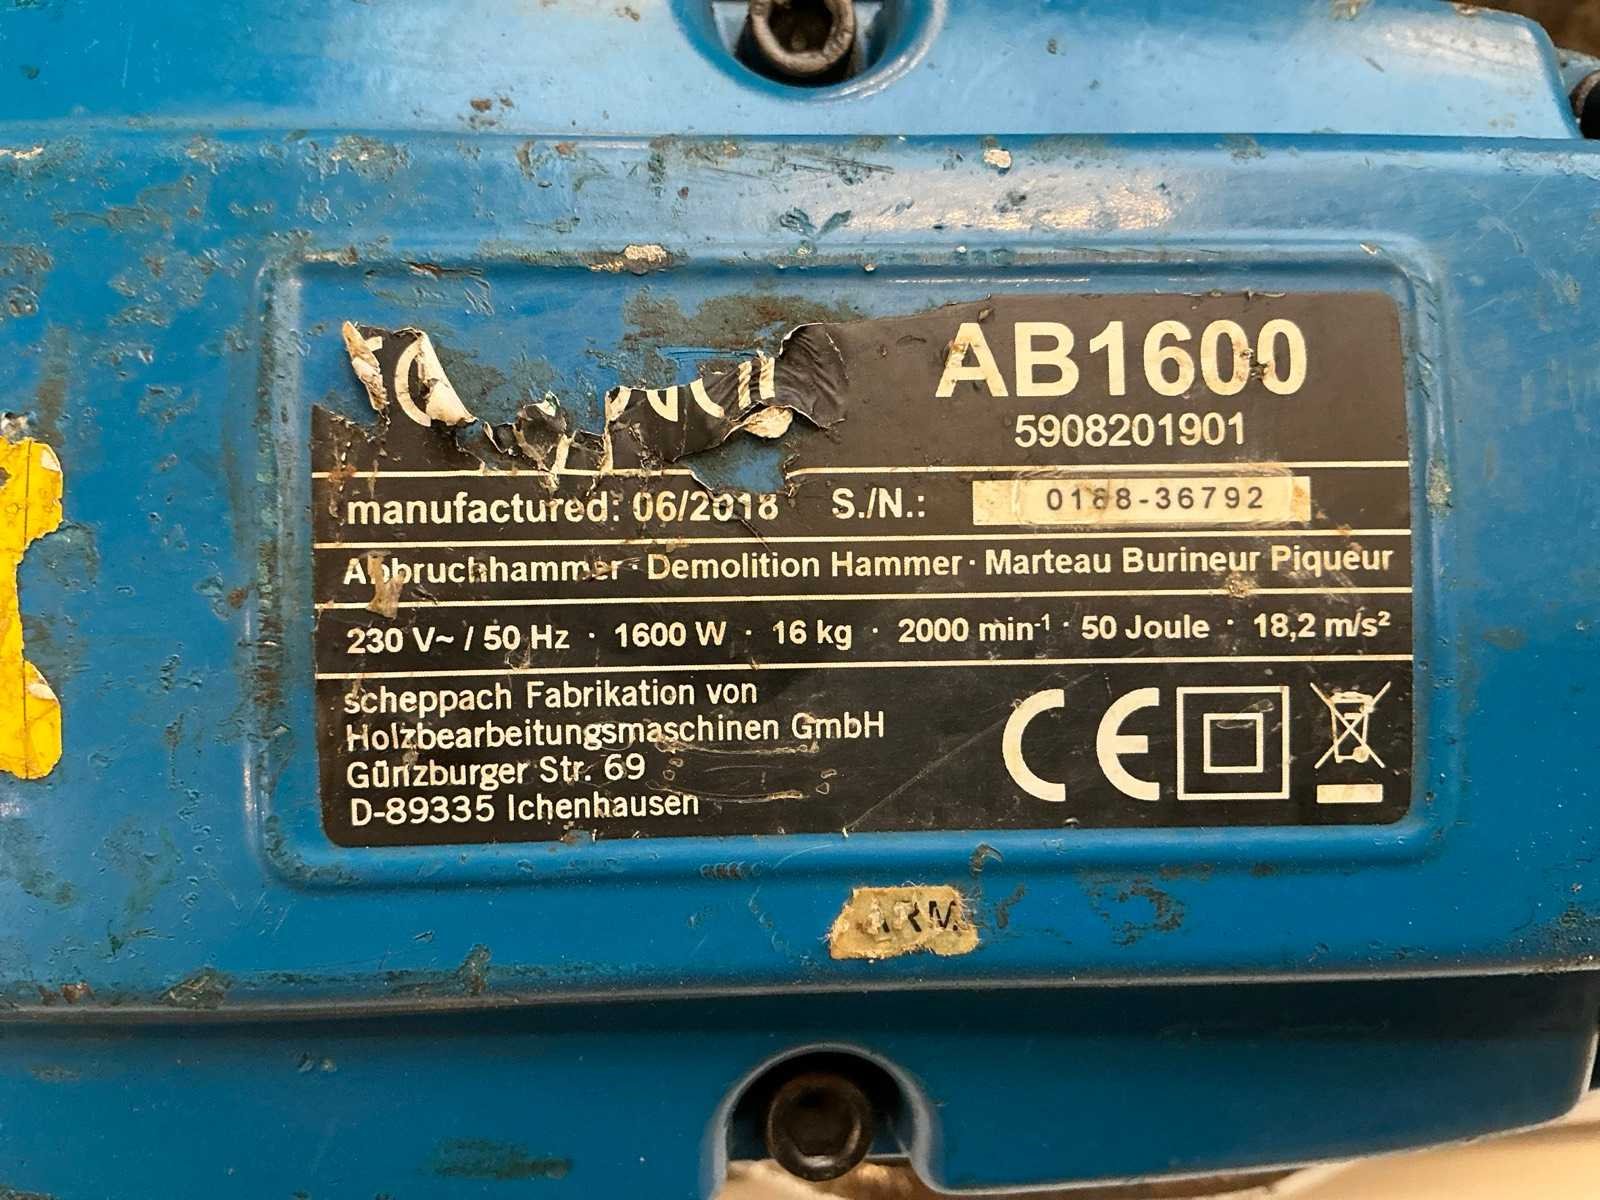 AB1600
5908201901
manufactured: 06/2018 S./N.: 0188-36792
Abbruchhammer · Demolition Hammer · Marteau Burineur Piqueur
230 V~ / 50 Hz · 1600 W · 16 kg · 2000 min-¹ · 50 Joule · 18,2 m/s²
scheppach Fabrikation von
Holzbearbeitungsmaschinen GmbH
Günzburger Str. 69
D-89335 Ichenhausen
CE